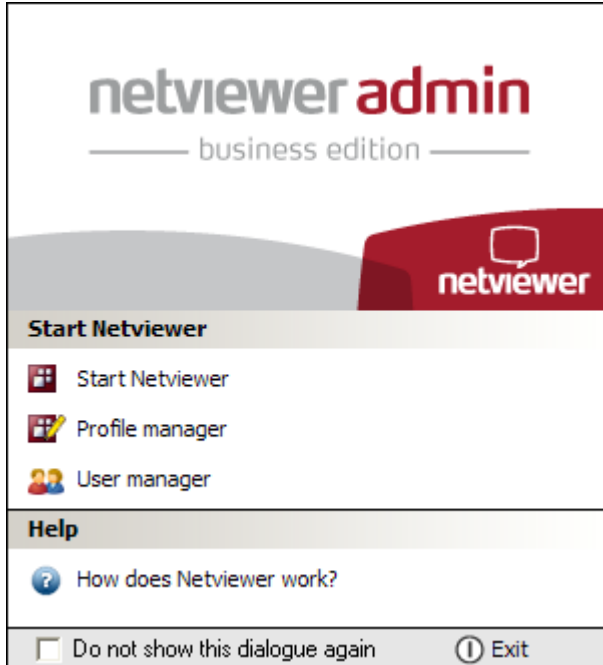 netviewer admin
business edition
netviewer
Start Netviewer
Start Netviewer
Profile manager
User manager
Help
How does Netviewer work?
Do not show this dialogue again Exit